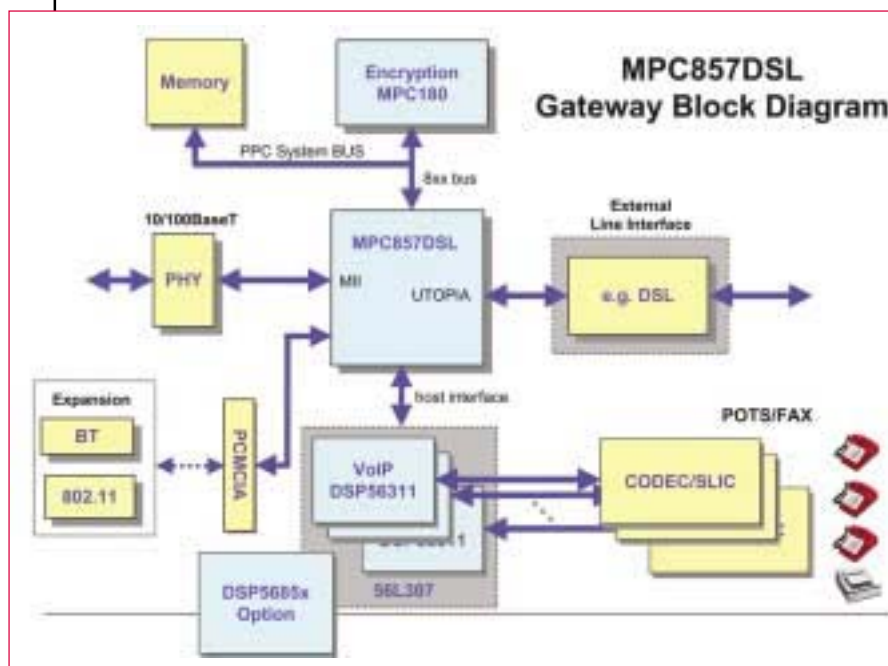 MPC857DSL
Gateway Block Diagram
Memory
Encryption
MPC180
PPC System BUS
8xx bus
10/100BaseT
PHY
MPC857DSL
MII
UTOPIA
External
Line Interface
e.g. DSL
host interface
Expansion
BT
802.11
PCMCIA
VoIP
DSP56311
56L307
CODEC/SLIC
POTS/FAX
DSP5685x
Option